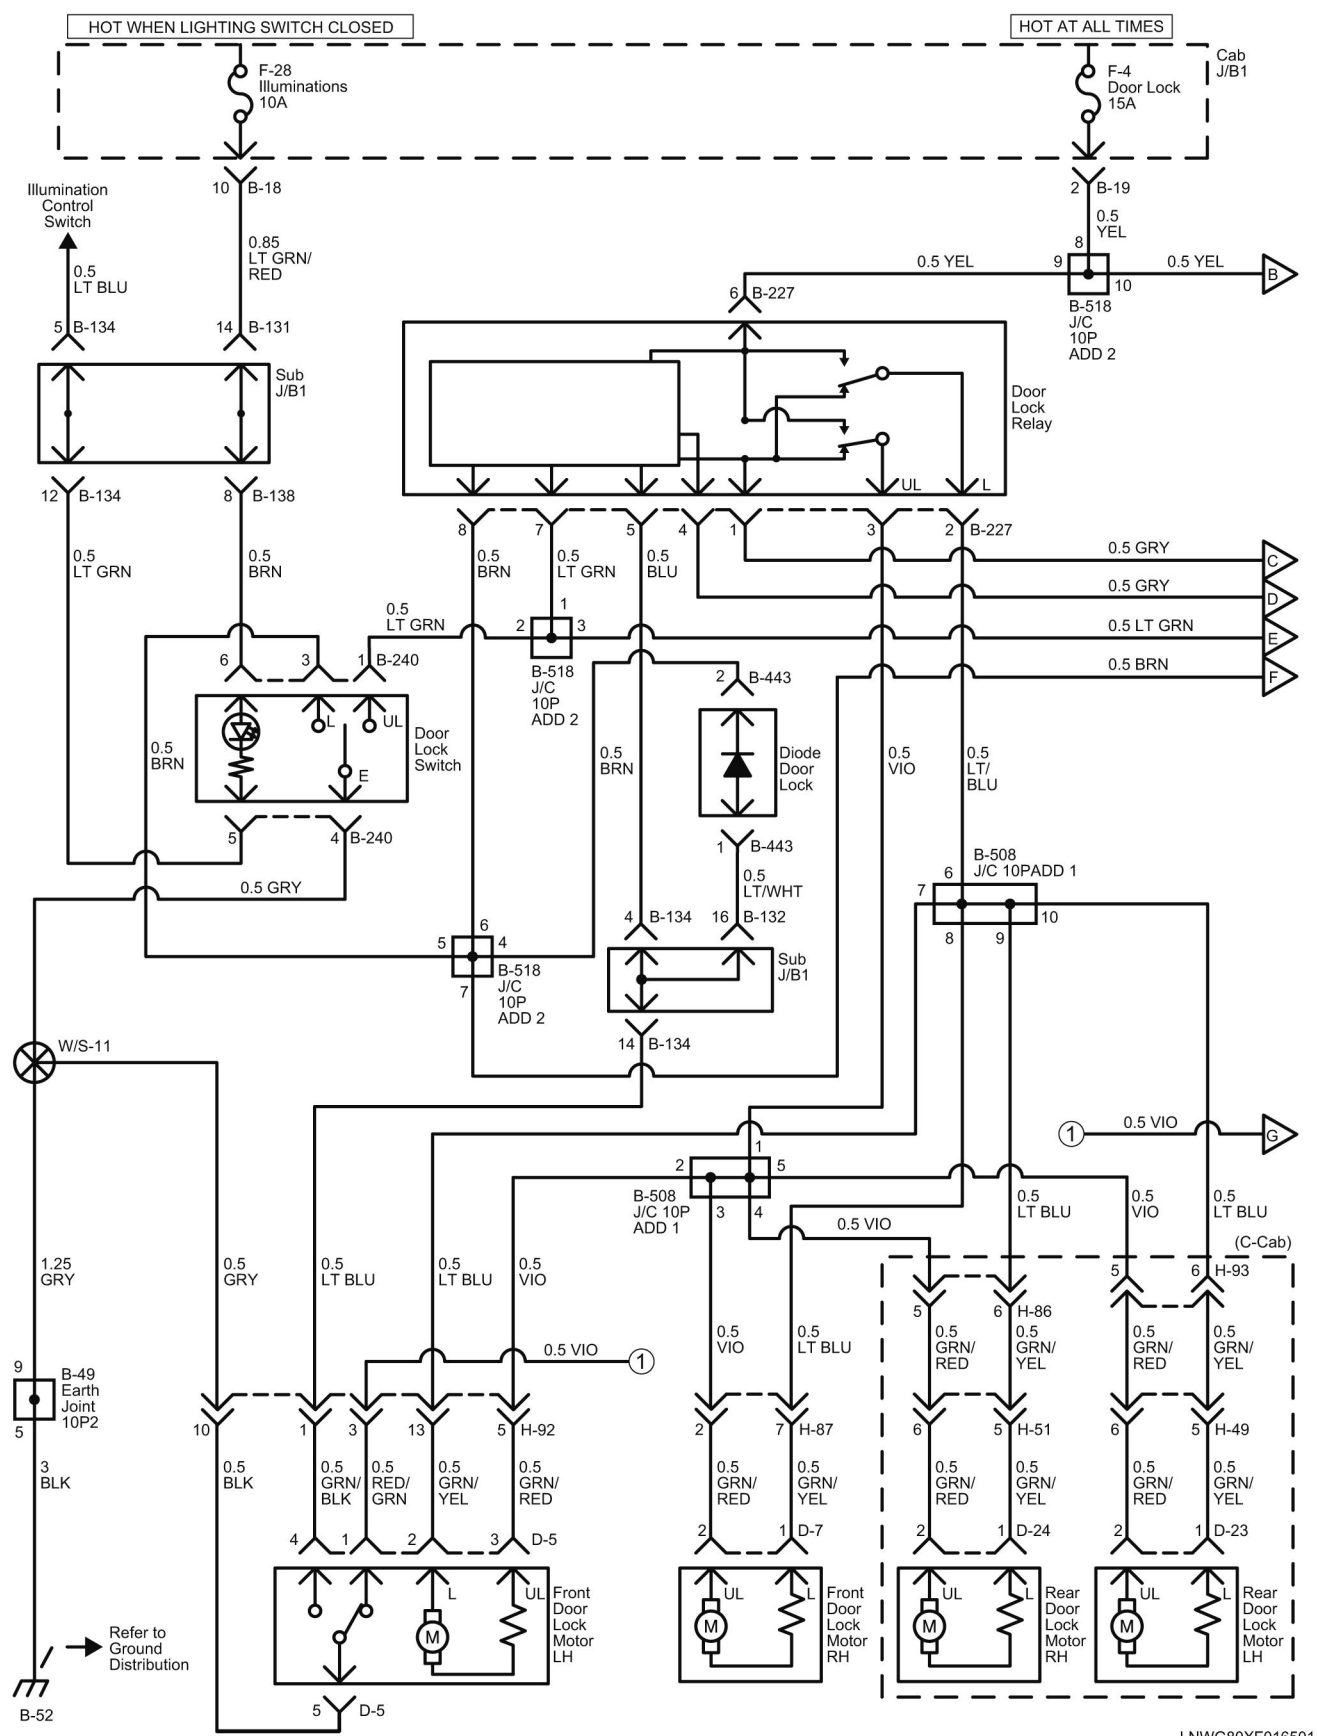 HOT WHEN LIGHTING SWITCH CLOSED
HOT AT ALL TIMES
F-28
Illuminations
10A
F-4
Door Lock
15A
Cab
J/B1
10 B-18
2 B-19
Illumination
Control
Switch
0.85
LT GRN/
RED
0.5
YEL
0.5
LT BLU
8
9
10
0.5 YEL
0.5 YEL
B
B-518
J/C
10P
ADD 2
6 B-227
5 B-134
14 B-131
Sub
J/B1
Door
Lock
Relay
UL
L
12 B-134
8 B-138
8
7
5
4
1
3
2 B-227
0.5
LT GRN
0.5
BRN
0.5
BRN
0.5
LT GRN
0.5
BLU
0.5 GRY
C
0.5 GRY
D
0.5
LT GRN
1
2
3
0.5 LT GRN
E
0.5 BRN
F
6
3
1 B-240
B-518
J/C
10P
ADD 2
2 B-443
L
UL
E
Door
Lock
Switch
0.5
BRN
0.5
BRN
Diode
Door
Lock
0.5
VIO
0.5
LT/
BLU
5
4 B-240
1 B-443
0.5 GRY
0.5
LT/WHT
B-508
J/C 10PADD 1
6
7
10
8
9
4 B-134
16 B-132
6
5
4
7
B-518
J/C
10P
ADD 2
Sub
J/B1
14 B-134
W/S-11
1
0.5 VIO
G
1
2
5
3
4
B-508
J/C 10P
ADD 1
0.5 VIO
0.5
LT BLU
0.5
VIO
0.5
LT BLU
(C-Cab)
1.25
GRY
0.5
GRY
0.5
LT BLU
0.5
LT BLU
0.5
VIO
5
6 H-93
5
6 H-86
0.5
VIO
0.5
LT BLU
0.5
GRN/
RED
0.5
GRN/
YEL
0.5
GRN/
RED
0.5
GRN/
YEL
0.5 VIO
1
9
5
B-49
Earth
Joint
10P2
10
1
3
13
5 H-92
2
7 H-87
6
5 H-51
6
5 H-49
3
BLK
0.5
BLK
0.5
GRN/
BLK
0.5
RED/
GRN
0.5
GRN/
YEL
0.5
GRN/
RED
0.5
GRN/
RED
0.5
GRN/
YEL
0.5
GRN/
RED
0.5
GRN/
YEL
0.5
GRN/
RED
0.5
GRN/
YEL
4
1
2
3 D-5
2
1 D-7
2
1 D-24
2
1 D-23
L
UL
M
Front
Door
Lock
Motor
LH
UL
L
M
Front
Door
Lock
Motor
RH
UL
L
M
Rear
Door
Lock
Motor
RH
UL
L
M
Rear
Door
Lock
Motor
LH
Refer to
Ground
Distribution
B-52
5 D-5